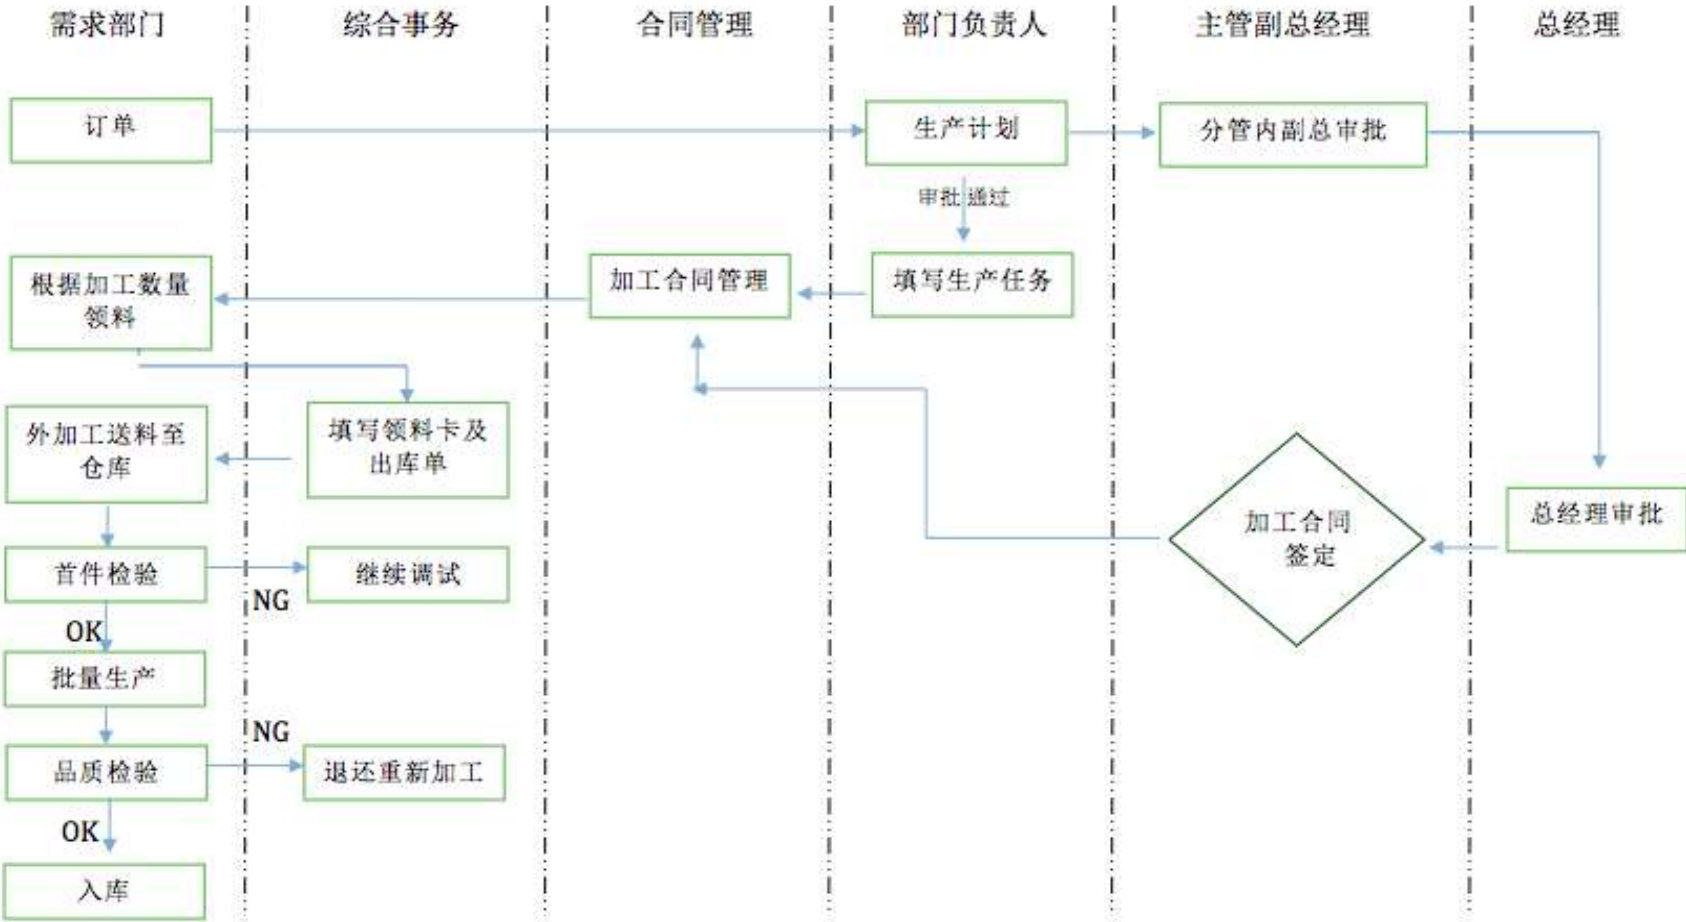 需求部门
综合事务
合同管理
部门负责人
主管副总经理
总经理
订单
生产计划
分管内副总审批
审批通过
根据加工数量
领料
加工合同管理
填写生产任务
外加工送料至
仓库
填写领料卡及
出库单
加工合同
签定
总经理审批
首件检验
继续调试
NG
OK
批量生产
NG
品质检验
退还重新加工
OK
入库